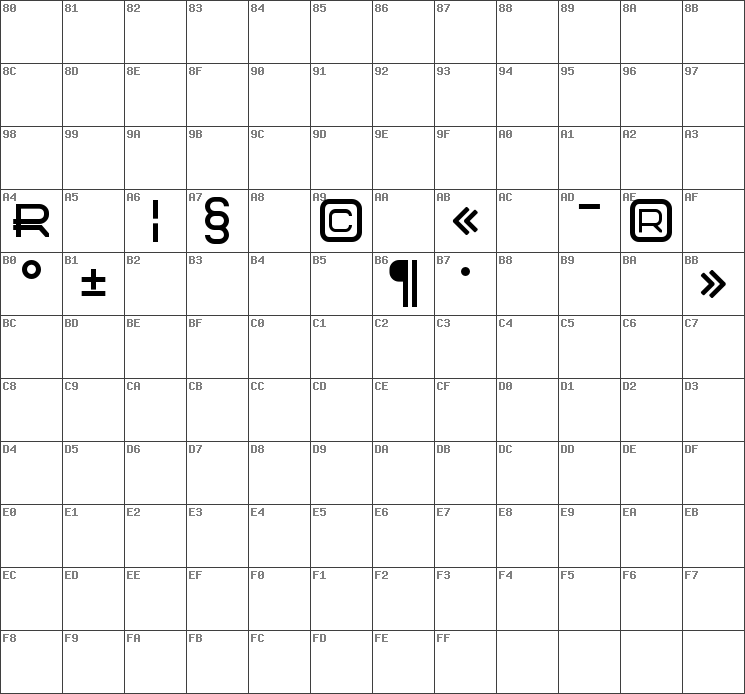 80 81 82 83 84 85 86 87 88 89 8A 8B
8C 8D 8E 8F 90 91 92 93 94 95 96 97
98 99 9A 9B 9C 9D 9E 9F A0 A1 A2 A3
A4 A5 A6 A7 A8 A9 AA AB AC AD AE AF
Ꝛ ¦ § © « - ®
B0 B1 B2 B3 B4 B5 B6 B7 B8 B9 BA BB
° ± ¶ · »
BC BD BE BF C0 C1 C2 C3 C4 C5 C6 C7
C8 C9 CA CB CC CD CE CF D0 D1 D2 D3
D4 D5 D6 D7 D8 D9 DA DB DC DD DE DF
E0 E1 E2 E3 E4 E5 E6 E7 E8 E9 EA EB
EC ED EE EF F0 F1 F2 F3 F4 F5 F6 F7
F8 F9 FA FB FC FD FE FF